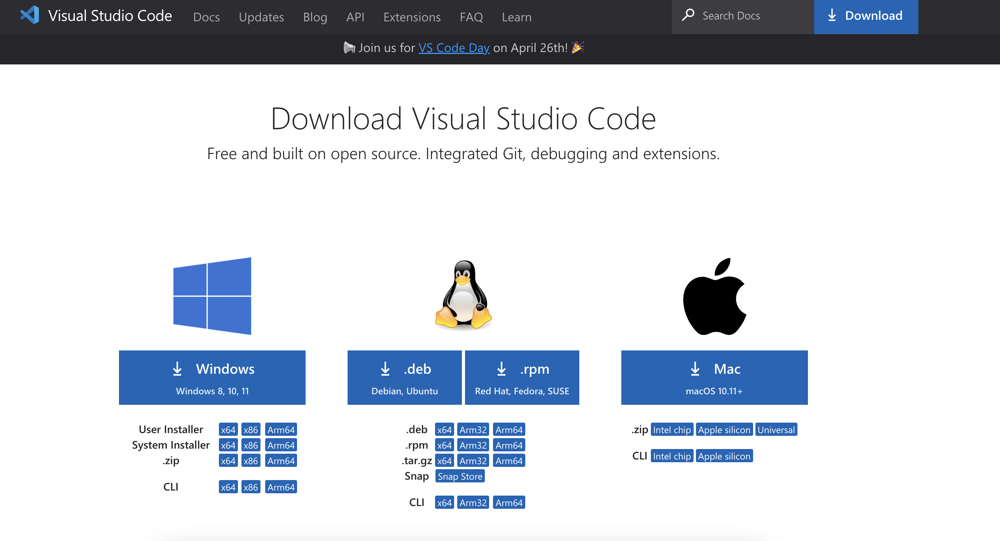 Visual Studio Code Docs Updates Blog API Extensions FAQ Learn Search Docs Download
Join us for VS Code Day on April 26th!
Download Visual Studio Code
Free and built on open source. Integrated Git, debugging and extensions.
Windows
Windows 8, 10, 11
User Installer x64 x86 Arm64
System Installer x64 x86 Arm64
.zip x64 x86 Arm64
CLI x64 x86 Arm64
.deb
Debian, Ubuntu
.rpm
Red Hat, Fedora, SUSE
.deb x64 Arm32 Arm64
.rpm x64 Arm32 Arm64
.tar.gz x64 Arm32 Arm64
Snap Snap Store
CLI x64 Arm32 Arm64
Mac
macOS 10.11+
.zip Intel chip Apple silicon Universal
CLI Intel chip Apple silicon